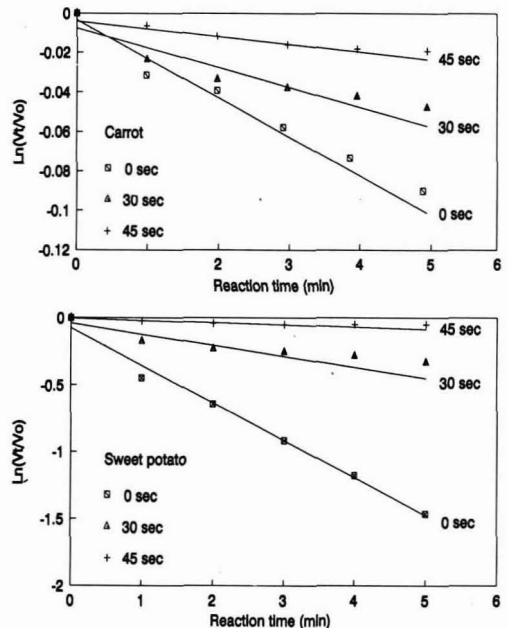 0
-0.02
-0.04
-0.06
-0.08
-0.1
-0.12
Ln(Vt/Vo)
45 sec
30 sec
0 sec
Carrot
0 sec
30 sec
45 sec
0 1 2 3 4 5 6
Reaction time (min)
0
-0.5
-1
-1.5
-2
Ln(Vt/Vo)
45 sec
30 sec
0 sec
Sweet potato
0 sec
30 sec
45 sec
0 1 2 3 4 5 6
Reaction time (min)